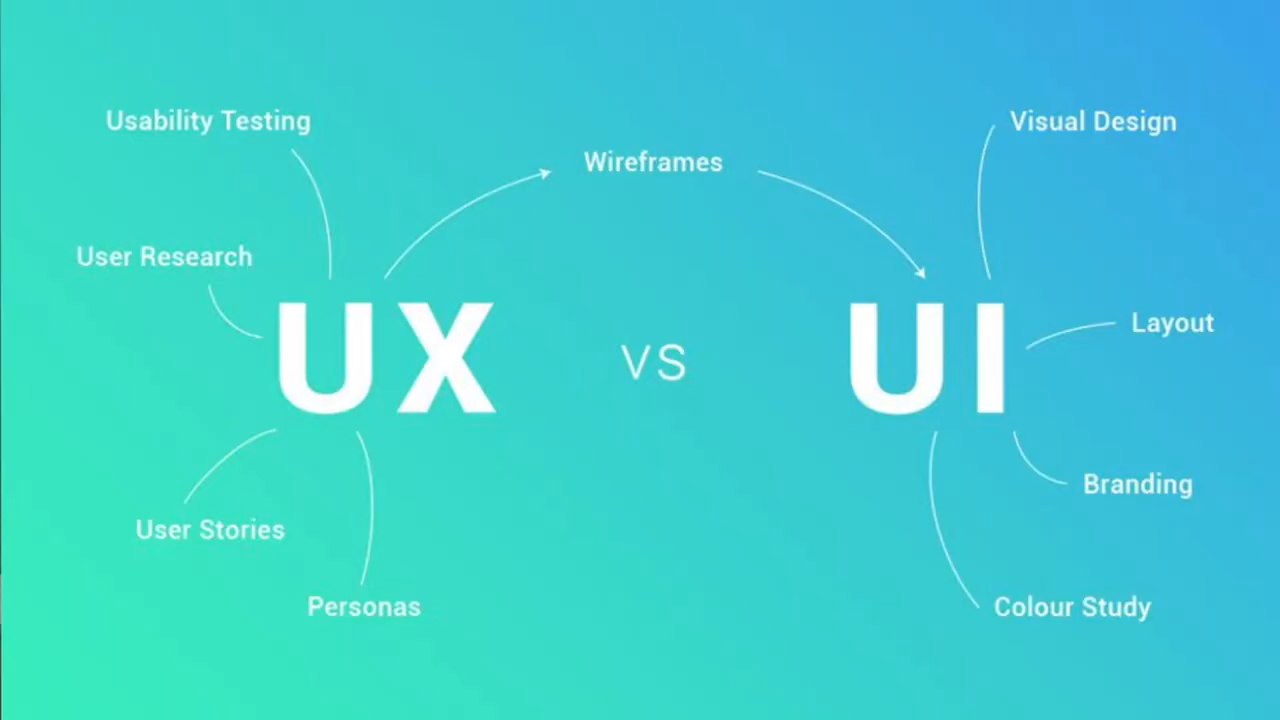 Usability Testing
Visual Design
Wireframes
User Research
UX
vs
UI
Layout
Branding
User Stories
Personas
Colour Study